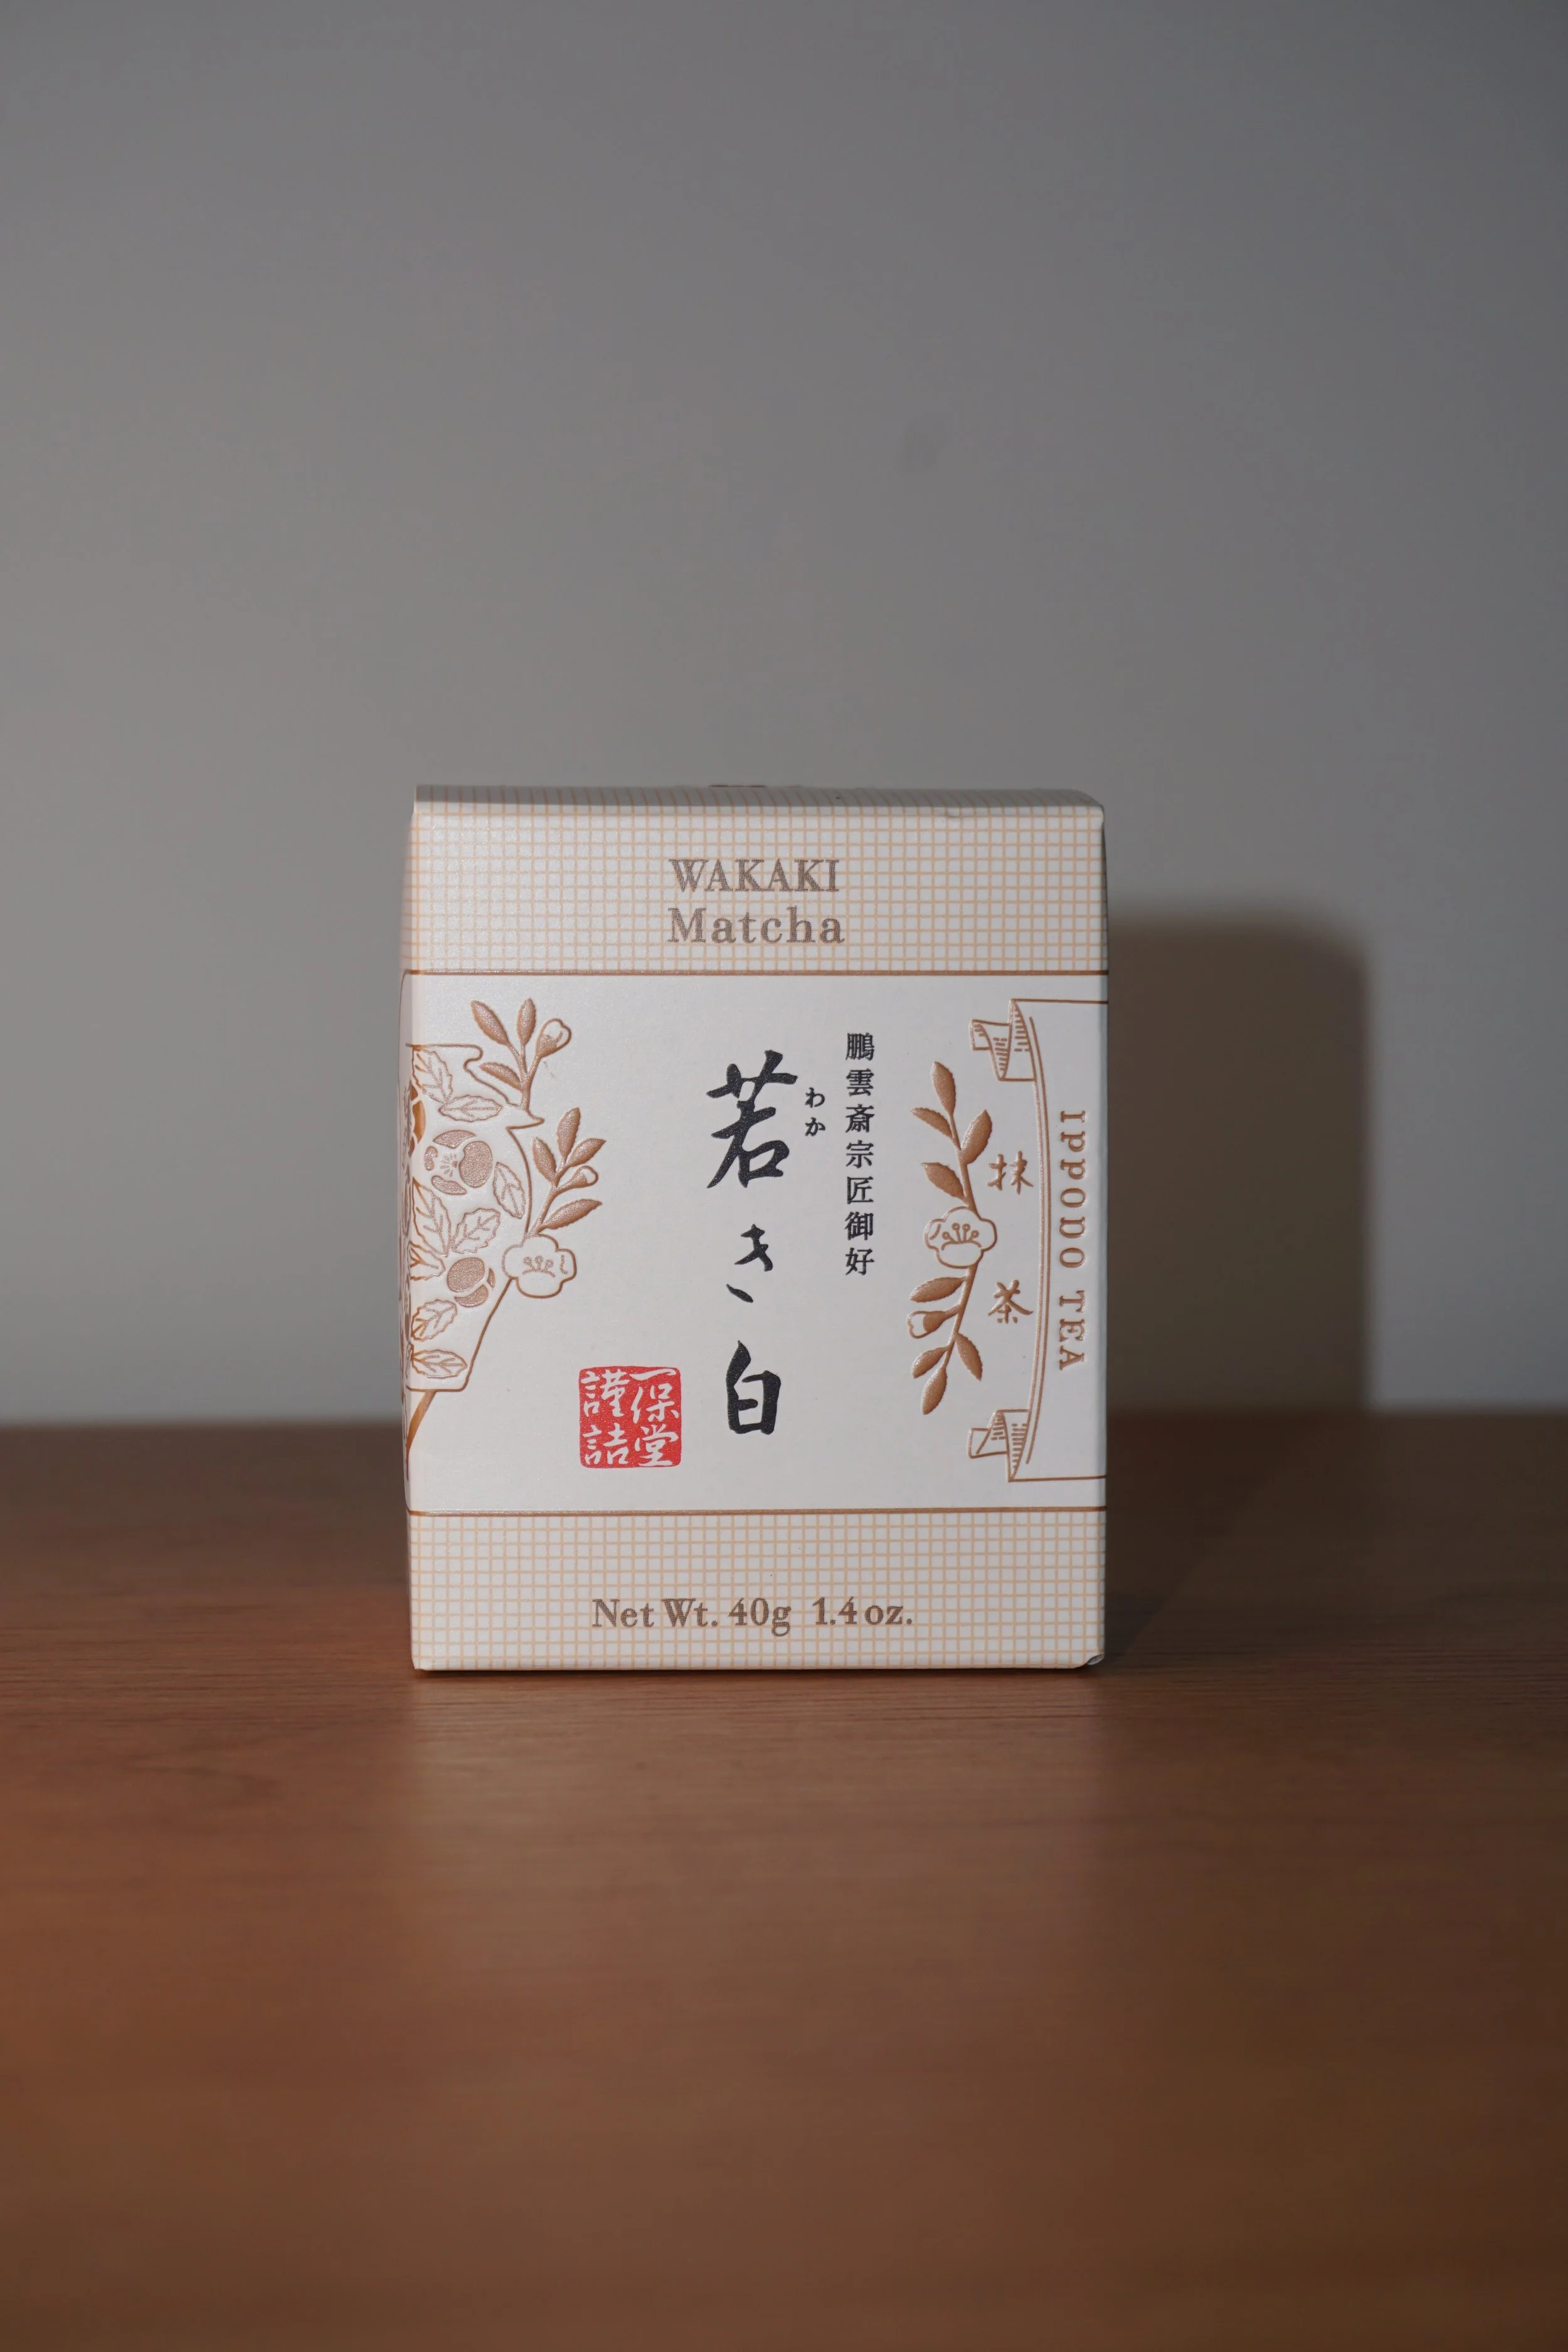 WAKAKI
Matcha
鵬雲斎宗匠御好
わか
若き白
一保堂
謹詰
抹茶
IPPODO TEA
Net Wt. 40g 1.4 oz.